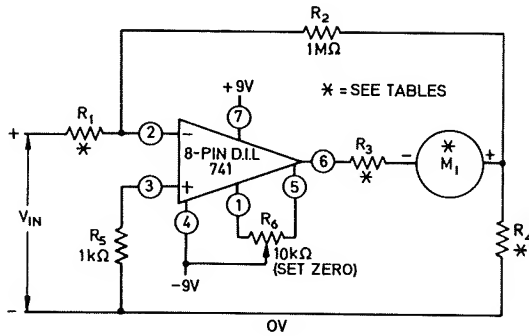 R2
1MΩ
+9V
* = SEE TABLES
R1
*
+
2
−
7
8-PIN D.I.L
741
6
R3
*
−
*
M1
+
3
+
5
1
4
VIN
R5
1kΩ
R6
10kΩ
(SET ZERO)
−9V
R4
*
−
0V